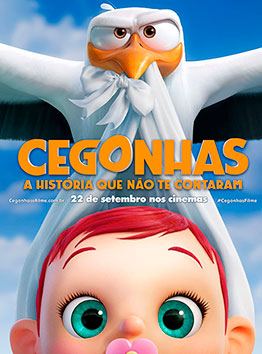 CEGONHAS
A HISTÓRIA QUE NÃO TE CONTARAM
CegonhasFilme.com.br 22 de setembro nos cinemas #CegonhasFilme